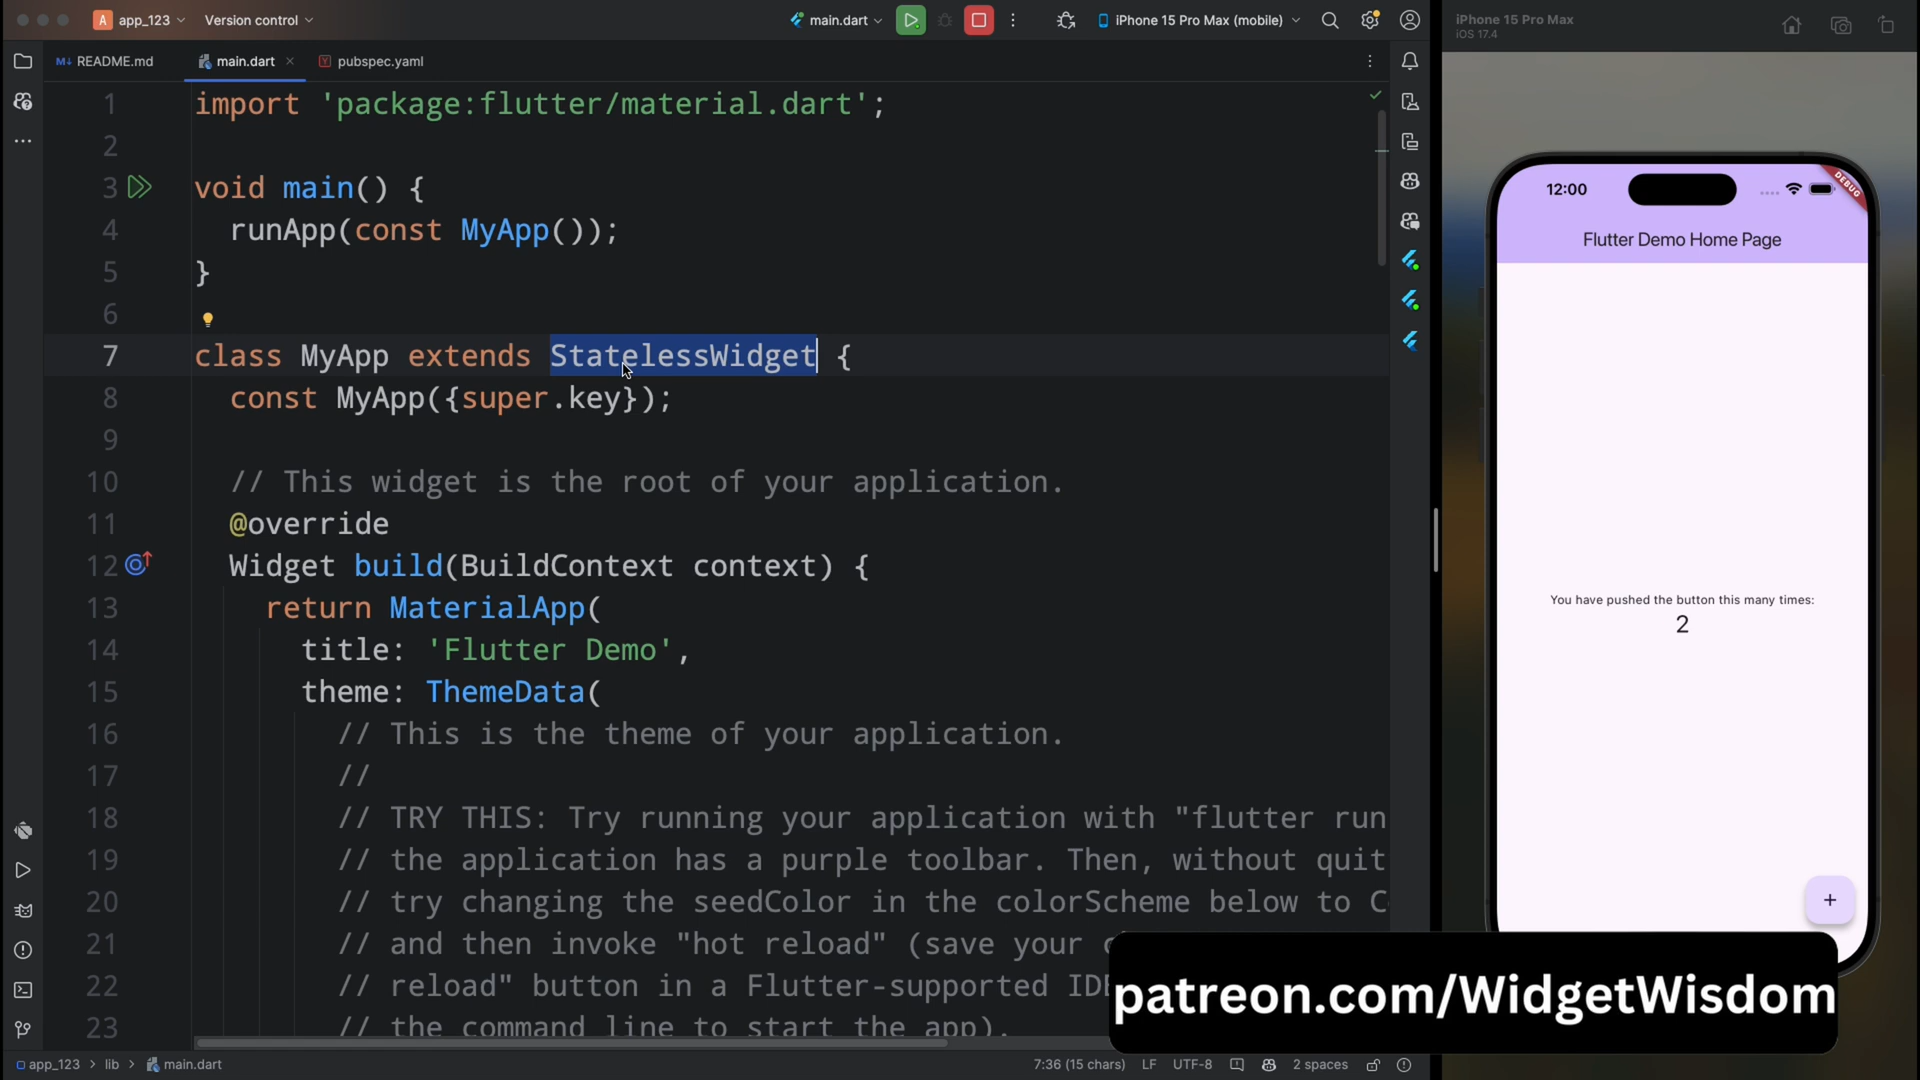 A app_123 Version control main.dart iPhone 15 Pro Max (mobile)
iPhone 15 Pro Max
iOS 17.4
M↓ README.md main.dart pubspec.yaml
1 import 'package:flutter/material.dart';
2
3 void main() {
4 runApp(const MyApp());
5 }
6
7 class MyApp extends StatelessWidget {
8 const MyApp({super.key});
9
10 // This widget is the root of your application.
11 @override
12 Widget build(BuildContext context) {
13 return MaterialApp(
14 title: 'Flutter Demo',
15 theme: ThemeData(
16 // This is the theme of your application.
17 //
18 // TRY THIS: Try running your application with "flutter run
19 // the application has a purple toolbar. Then, without quit
20 // try changing the seedColor in the colorScheme below to C
21 // and then invoke "hot reload" (save your c
22 // reload" button in a Flutter-supported IDE
23 // the command line to start the app).
12:00
DEBUG
Flutter Demo Home Page
You have pushed the button this many times:
2
+
patreon.com/WidgetWisdom
app_123 > lib > main.dart 7:36 (15 chars) LF UTF-8 2 spaces